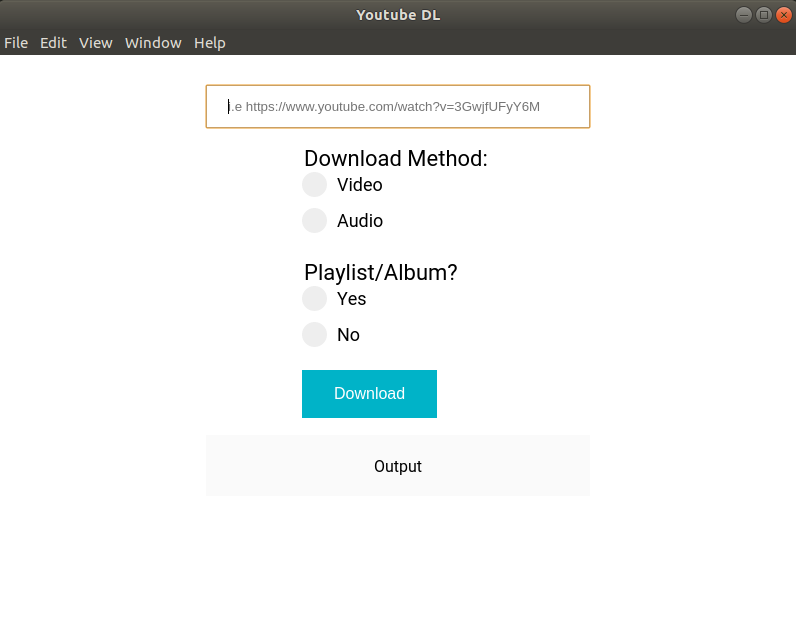 Youtube DL
File Edit View Window Help
i.e https://www.youtube.com/watch?v=3GwjfUFyY6M
Download Method:
Video
Audio
Playlist/Album?
Yes
No
Download
Output